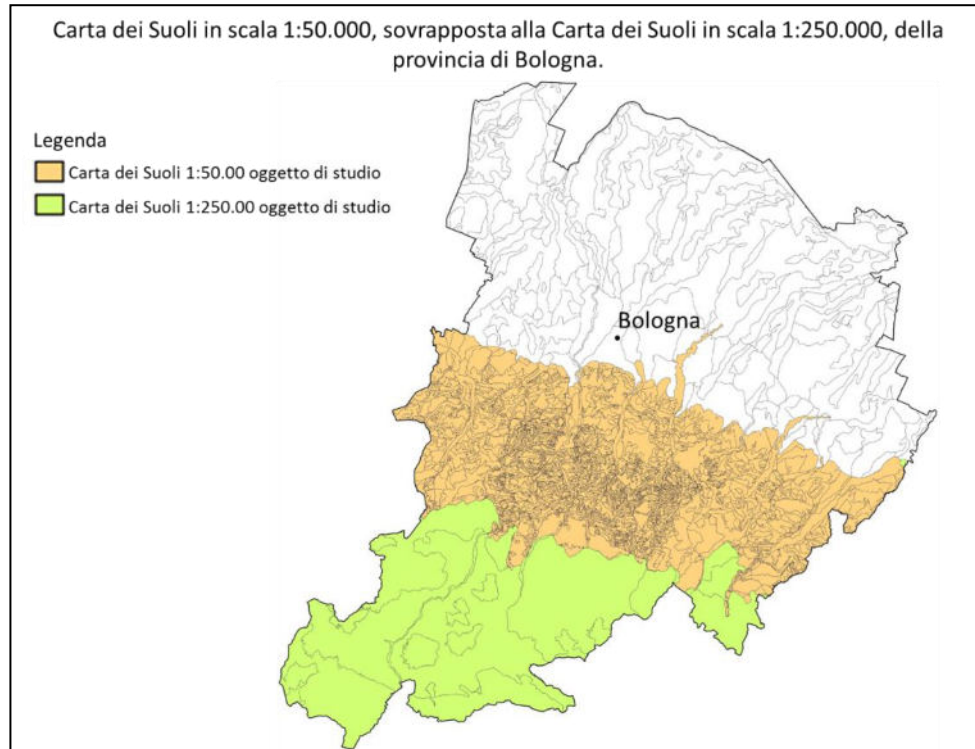 Carta dei Suoli in scala 1:50.000, sovrapposta alla Carta dei Suoli in scala 1:250.000, della
provincia di Bologna.
Legenda
Carta dei Suoli 1:50.00 oggetto di studio
Carta dei Suoli 1:250.00 oggetto di studio
Bologna